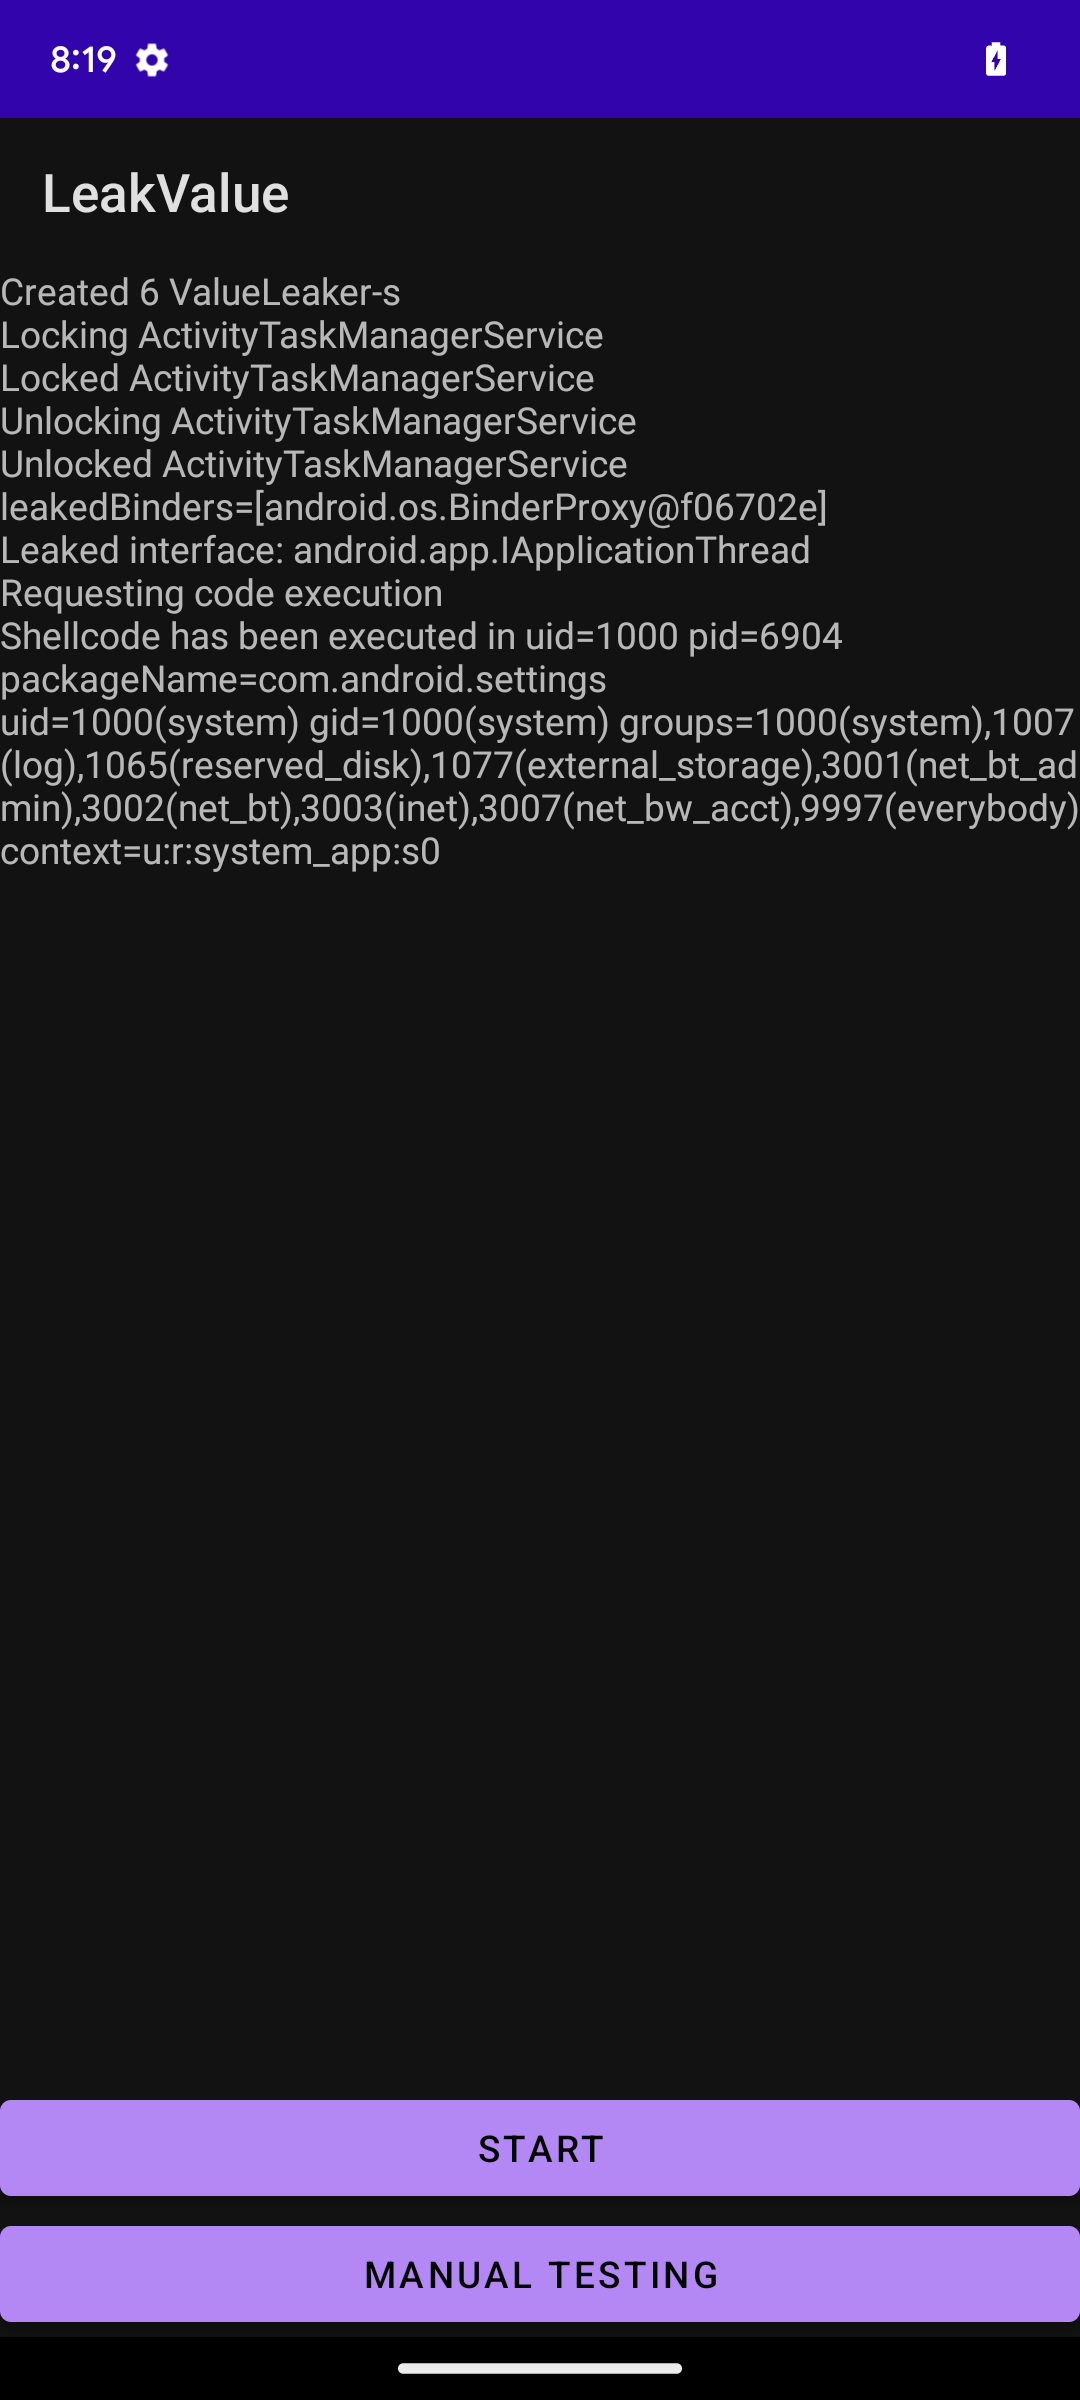 8:19
LeakValue
Created 6 ValueLeaker-s
Locking ActivityTaskManagerService
Locked ActivityTaskManagerService
Unlocking ActivityTaskManagerService
Unlocked ActivityTaskManagerService
leakedBinders=[android.os.BinderProxy@f06702e]
Leaked interface: android.app.IApplicationThread
Requesting code execution
Shellcode has been executed in uid=1000 pid=6904
packageName=com.android.settings
uid=1000(system) gid=1000(system) groups=1000(system),1007
(log),1065(reserved_disk),1077(external_storage),3001(net_bt_ad
min),3002(net_bt),3003(inet),3007(net_bw_acct),9997(everybody)
context=u:r:system_app:s0
START
MANUAL TESTING